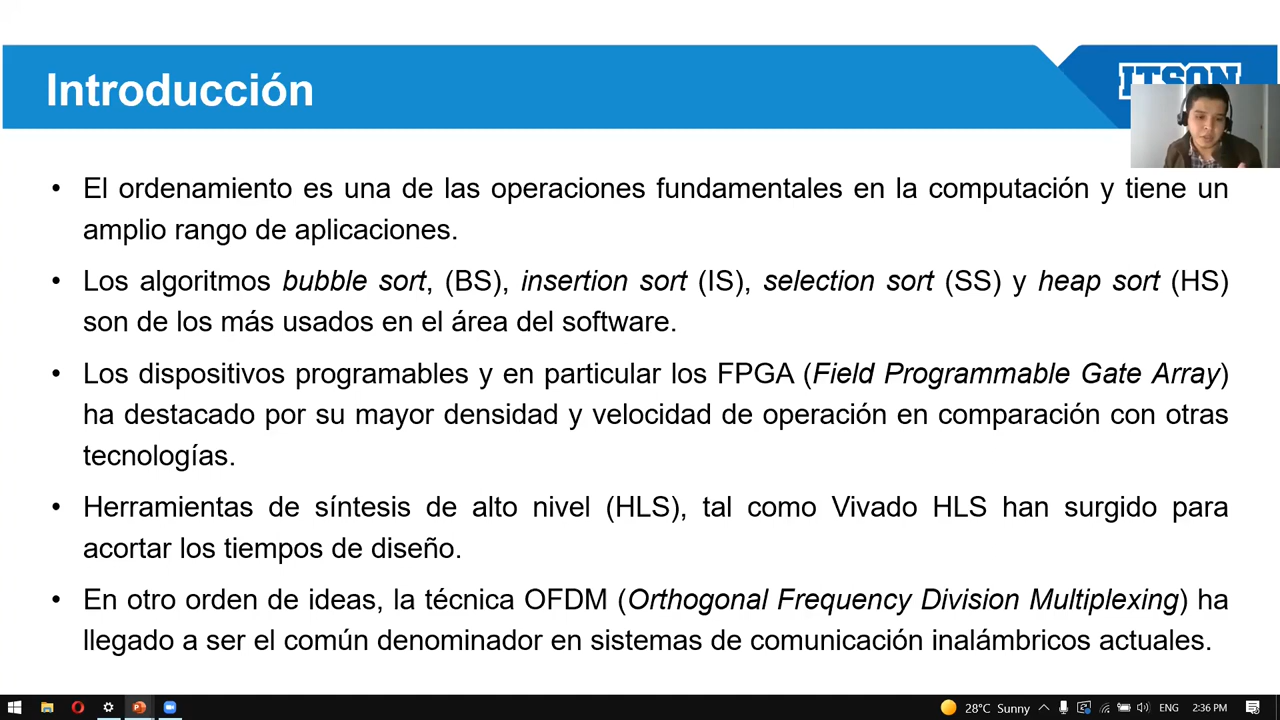 Introducción
ITSON
• El ordenamiento es una de las operaciones fundamentales en la computación y tiene un
amplio rango de aplicaciones.
• Los algoritmos bubble sort, (BS), insertion sort (IS), selection sort (SS) y heap sort (HS)
son de los más usados en el área del software.
• Los dispositivos programables y en particular los FPGA (Field Programmable Gate Array)
ha destacado por su mayor densidad y velocidad de operación en comparación con otras
tecnologías.
• Herramientas de síntesis de alto nivel (HLS), tal como Vivado HLS han surgido para
acortar los tiempos de diseño.
• En otro orden de ideas, la técnica OFDM (Orthogonal Frequency Division Multiplexing) ha
llegado a ser el común denominador en sistemas de comunicación inalámbricos actuales.
28°C Sunny ENG 2:36 PM